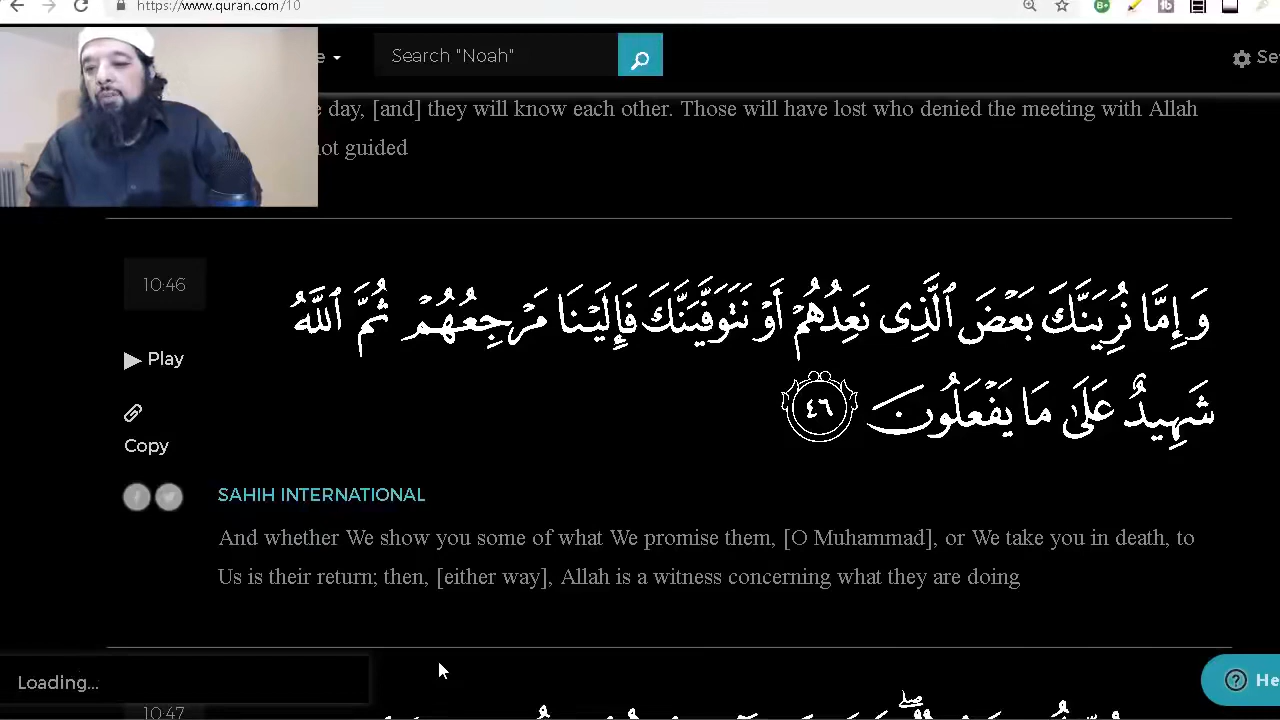 https://www.quran.com/10
Search "Noah"
day, [and] they will know each other. Those will have lost who denied the meeting with Allah
not guided
10:46
وَإِمَّا نُرِيَنَّكَ بَعْضَ ٱلَّذِى نَعِدُهُمْ أَوْ نَتَوَفَّيَنَّكَ فَإِلَيْنَا مَرْجِعُهُمْ ثُمَّ ٱللَّهُ
شَهِيدٌ عَلَىٰ مَا يَفْعَلُونَ ٤٦
Play
Copy
SAHIH INTERNATIONAL
And whether We show you some of what We promise them, [O Muhammad], or We take you in death, to
Us is their return; then, [either way], Allah is a witness concerning what they are doing
Loading...
10:47